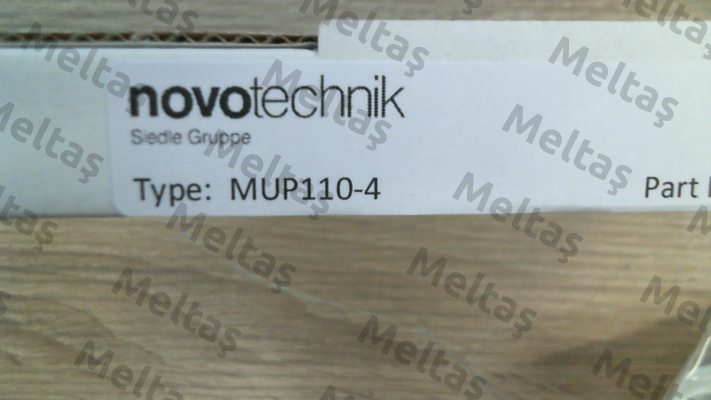 novotechnik
Siedle Gruppe
Type: MUP110-4
Part
Meltaş